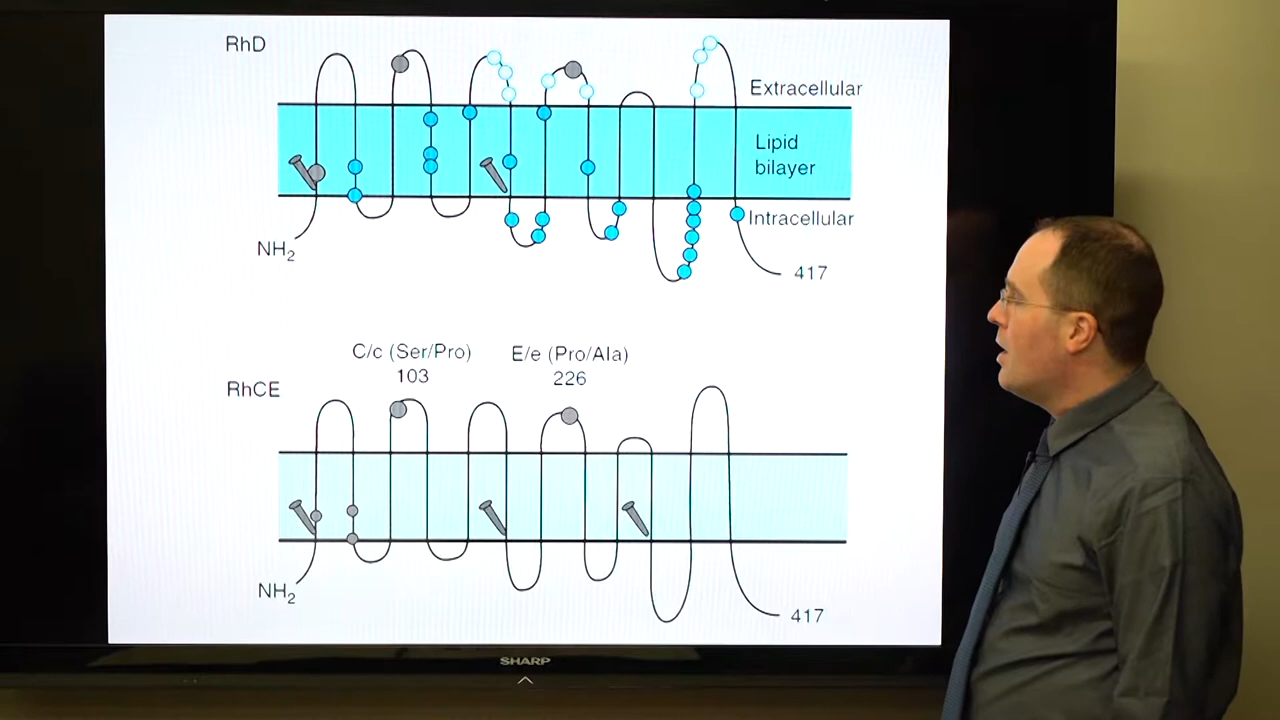 RhD
Extracellular
Lipid
bilayer
Intracellular
NH2
417
C/c (Ser/Pro)
103
E/e (Pro/Ala)
226
RhCE
NH2
417
SHARP